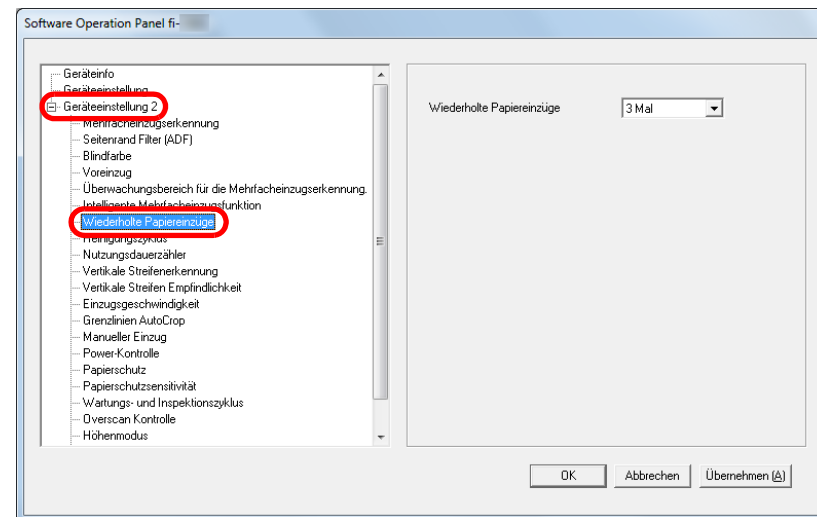 Software Operation Panel fi-
Geräteinfo
Geräteeinstellung
Geräteeinstellung 2
Mehrfacheinzugserkennung
Seitenrand Filter (ADF)
Blindfarbe
Voreinzug
Überwachungsbereich für die Mehrfacheinzugserkennung.
Intelligente Mehrfacheinzugsfunktion
Wiederholte Papiereinzüge
Reinigungszyklus
Nutzungsdauerzähler
Vertikale Streifenerkennung
Vertikale Streifen Empfindlichkeit
Einzugsgeschwindigkeit
Grenzlinien AutoCrop
Manueller Einzug
Power-Kontrolle
Papierschutz
Papierschutzsensitivität
Wartungs- und Inspektionszyklus
Overscan Kontrolle
Höhenmodus
Wiederholte Papiereinzüge 3 Mal
OK Abbrechen Übernehmen (A)